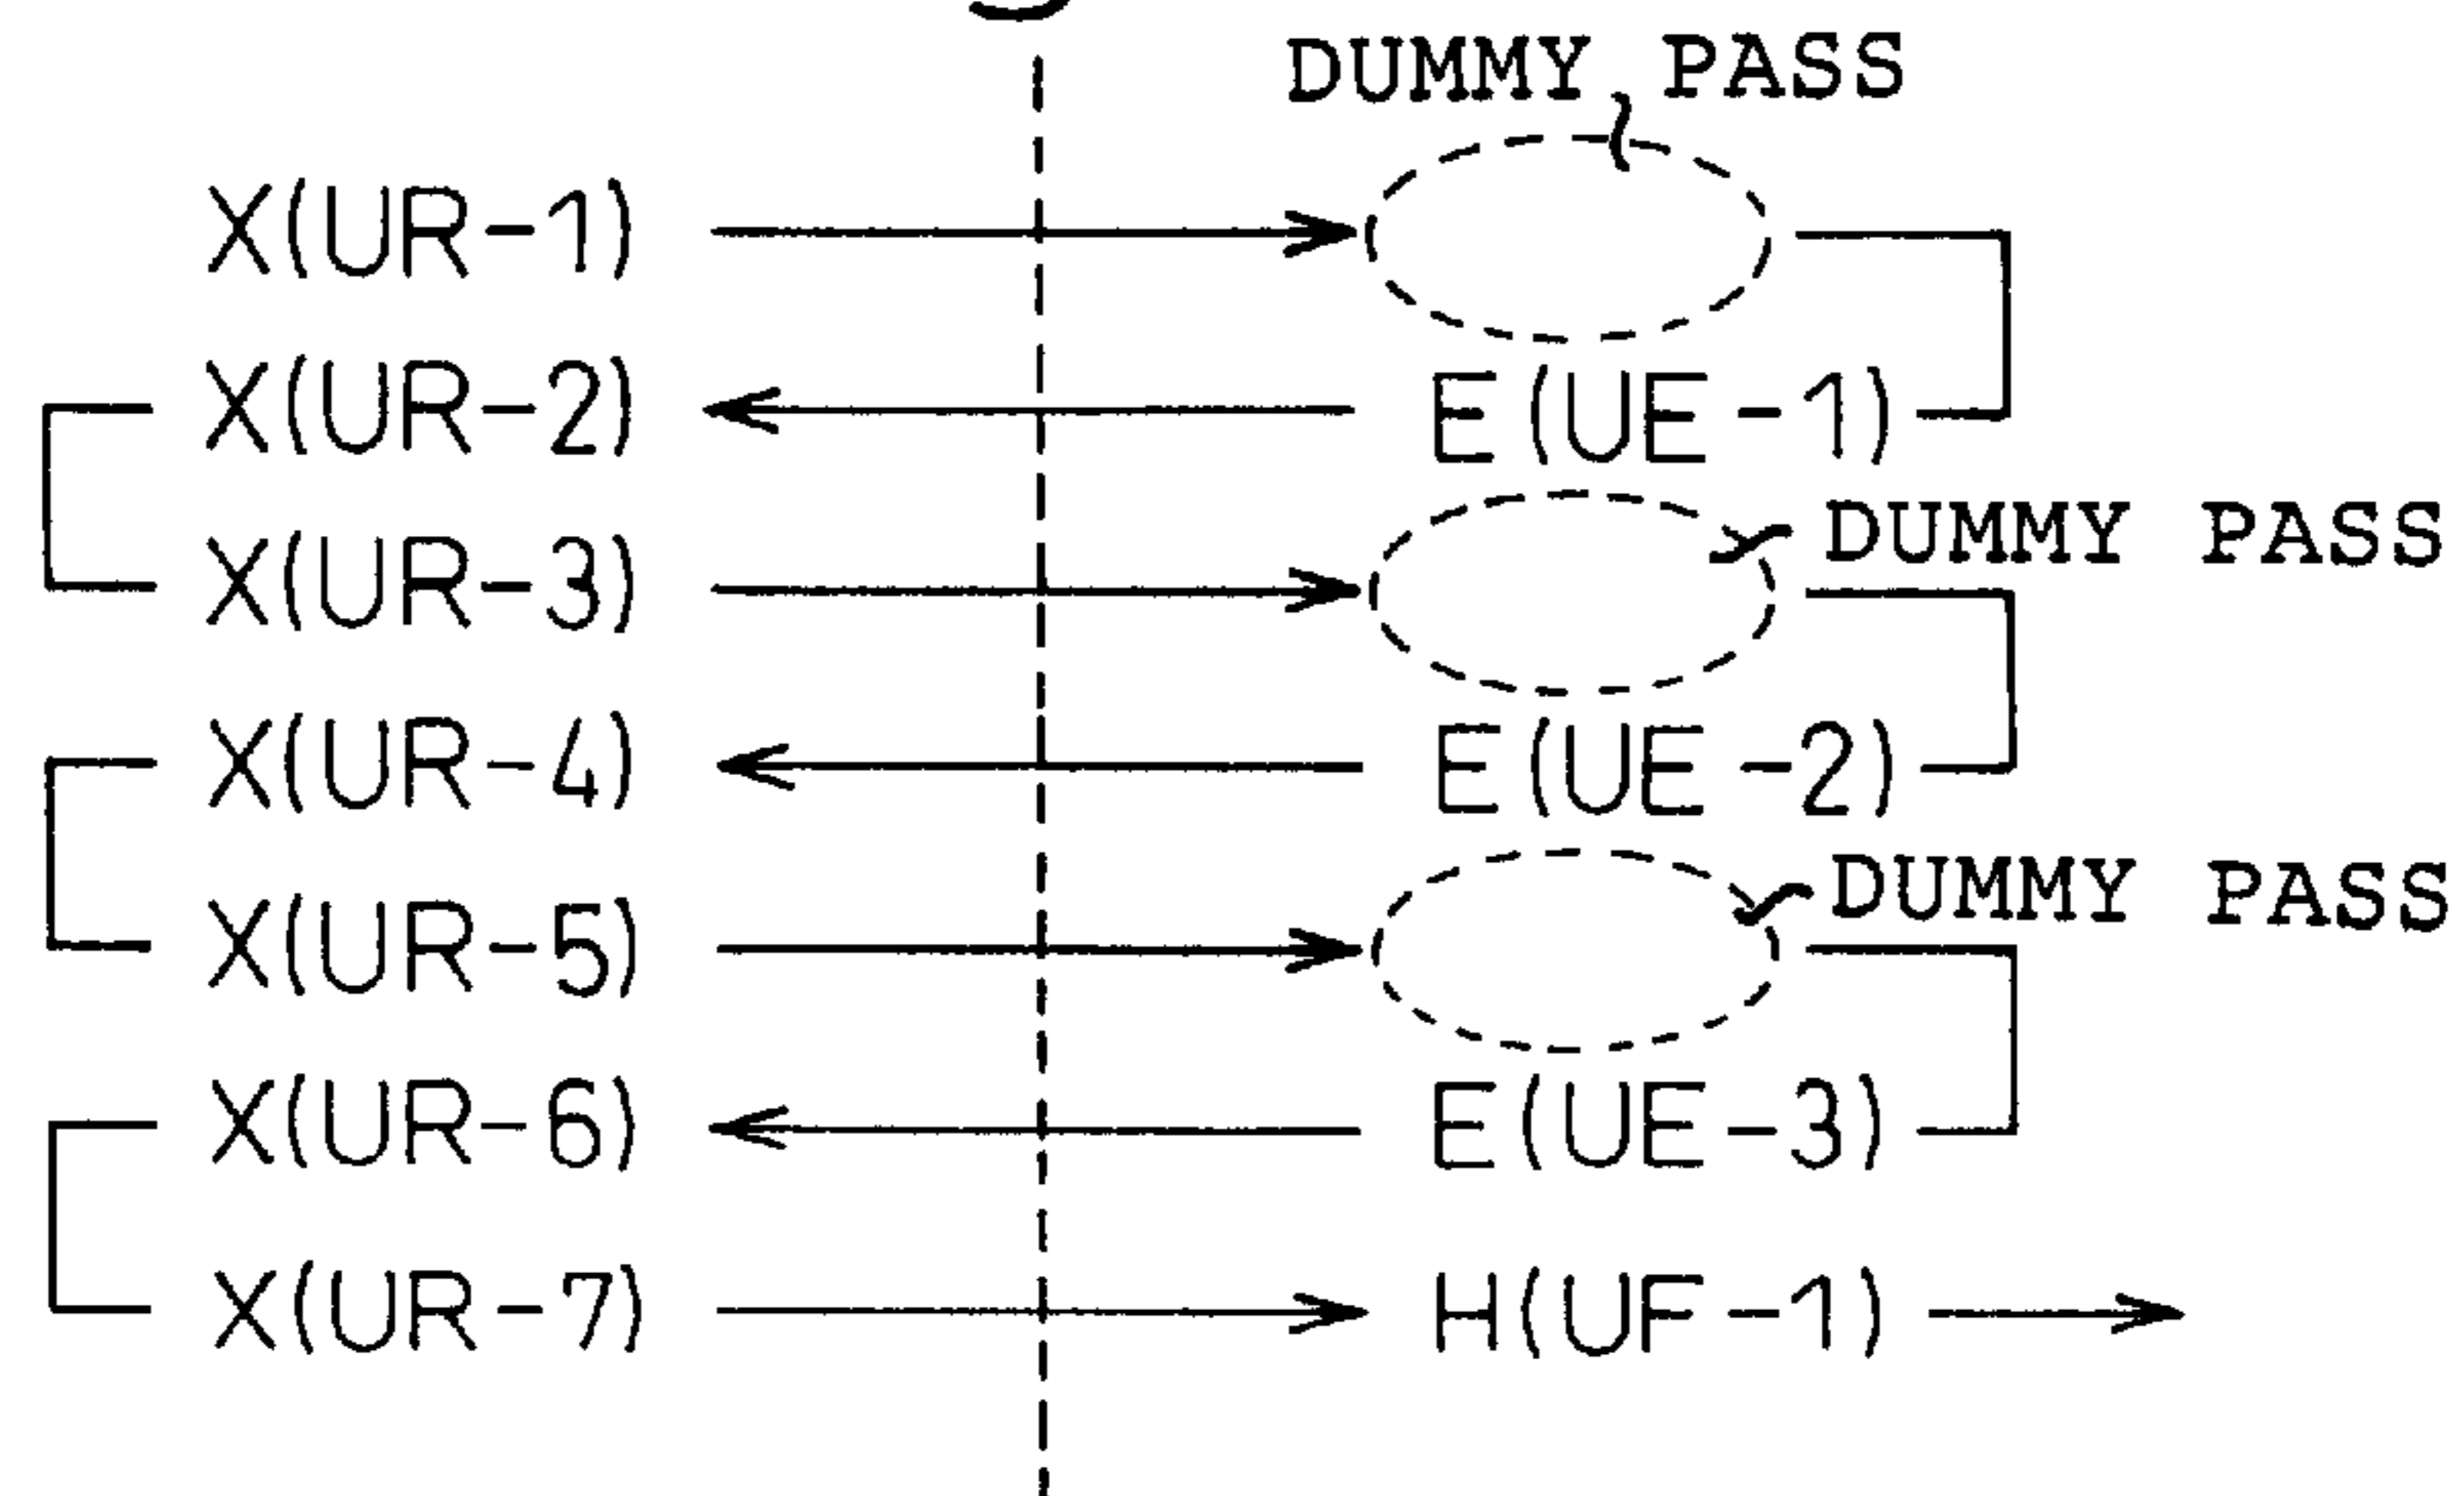 DUMMY PASS
X(UR-1)
X(UR-2) E(UE-1)
DUMMY PASS
X(UR-3)
X(UR-4) E(UE-2)
DUMMY PASS
X(UR-5)
X(UR-6) E(UE-3)
X(UR-7) H(UF-1)